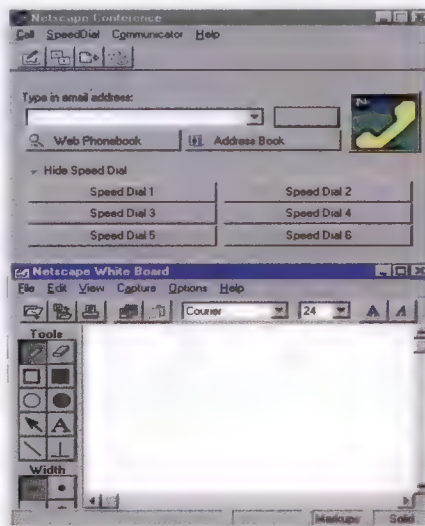 Netscape Conference
Call SpeedDial Communicator Help
Type in email address:
Web Phonebook Address Book
Hide Speed Dial
Speed Dial 1 Speed Dial 2
Speed Dial 3 Speed Dial 4
Speed Dial 5 Speed Dial 6
Netscape White Board
File Edit View Capture Options Help
Courier 24 A A
Tools
A
Width
Markups Solid